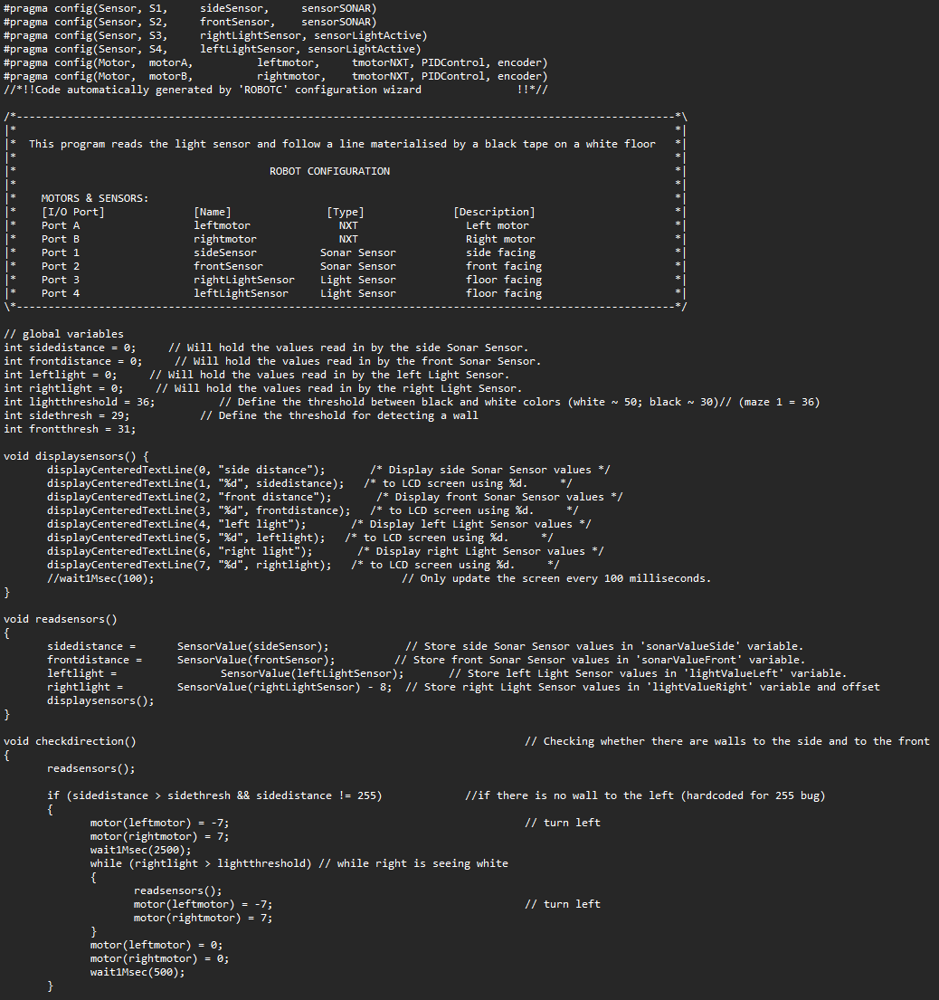 #pragma config(Sensor, S1,     sideSensor,     sensorSONAR)
#pragma config(Sensor, S2,     frontSensor,    sensorSONAR)
#pragma config(Sensor, S3,     rightLightSensor, sensorLightActive)
#pragma config(Sensor, S4,     leftLightSensor, sensorLightActive)
#pragma config(Motor,  motorA,          leftmotor,     tmotorNXT, PIDControl, encoder)
#pragma config(Motor,  motorB,          rightmotor,    tmotorNXT, PIDControl, encoder)
//*!!Code automatically generated by 'ROBOTC' configuration wizard               !!*//
/*--------------------------------------------------------------------------------------------------------*\
|*                                                                                                        *|
|*  This program reads the light sensor and follow a line materialised by a black tape on a white floor   *|
|*                                                                                                        *|
|*                                        ROBOT CONFIGURATION                                             *|
|*                                                                                                        *|
|*    MOTORS & SENSORS:                                                                                   *|
|*    [I/O Port]              [Name]               [Type]              [Description]                      *|
|*    Port A                  leftmotor              NXT                 Left motor                       *|
|*    Port B                  rightmotor             NXT                 Right motor                      *|
|*    Port 1                  sideSensor          Sonar Sensor           side facing                      *|
|*    Port 2                  frontSensor         Sonar Sensor           front facing                     *|
|*    Port 3                  rightLightSensor    Light Sensor           floor facing                     *|
|*    Port 4                  leftLightSensor     Light Sensor           floor facing                     *|
\*--------------------------------------------------------------------------------------------------------*/
// global variables
int sidedistance = 0;     // Will hold the values read in by the side Sonar Sensor.
int frontdistance = 0;     // Will hold the values read in by the front Sonar Sensor.
int leftlight = 0;     // Will hold the values read in by the left Light Sensor.
int rightlight = 0;     // Will hold the values read in by the right Light Sensor.
int lightthreshold = 36;          // Define the threshold between black and white colors (white ~ 50; black ~ 30)// (maze 1 = 36)
int sidethresh = 29;           // Define the threshold for detecting a wall
int frontthresh = 31;
void displaysensors() {
displayCenteredTextLine(0, "side distance");       /* Display side Sonar Sensor values */
displayCenteredTextLine(1, "%d", sidedistance);   /* to LCD screen using %d.     */
displayCenteredTextLine(2, "front distance");       /* Display front Sonar Sensor values */
displayCenteredTextLine(3, "%d", frontdistance);   /* to LCD screen using %d.     */
displayCenteredTextLine(4, "left light");       /* Display left Light Sensor values */
displayCenteredTextLine(5, "%d", leftlight);   /* to LCD screen using %d.     */
displayCenteredTextLine(6, "right light");       /* Display right Light Sensor values */
displayCenteredTextLine(7, "%d", rightlight);   /* to LCD screen using %d.     */
//wait1Msec(100);                                       // Only update the screen every 100 milliseconds.
}
void readsensors()
{
sidedistance =      SensorValue(sideSensor);            // Store side Sonar Sensor values in 'sonarValueSide' variable.
frontdistance =     SensorValue(frontSensor);         // Store front Sonar Sensor values in 'sonarValueFront' variable.
leftlight =                SensorValue(leftLightSensor);       // Store left Light Sensor values in 'lightValueLeft' variable.
rightlight =        SensorValue(rightLightSensor) - 8;  // Store right Light Sensor values in 'lightValueRight' variable and offset
displaysensors();
}
void checkdirection()                                                              // Checking whether there are walls to the side and to the front
{
readsensors();
if (sidedistance > sidethresh && sidedistance != 255)             //if there is no wall to the left (hardcoded for 255 bug)
{
motor(leftmotor) = -7;                                               // turn left
motor(rightmotor) = 7;
wait1Msec(2500);
while (rightlight > lightthreshold) // while right is seeing white
{
readsensors();
motor(leftmotor) = -7;                                        // turn left
motor(rightmotor) = 7;
}
motor(leftmotor) = 0;
motor(rightmotor) = 0;
wait1Msec(500);
}